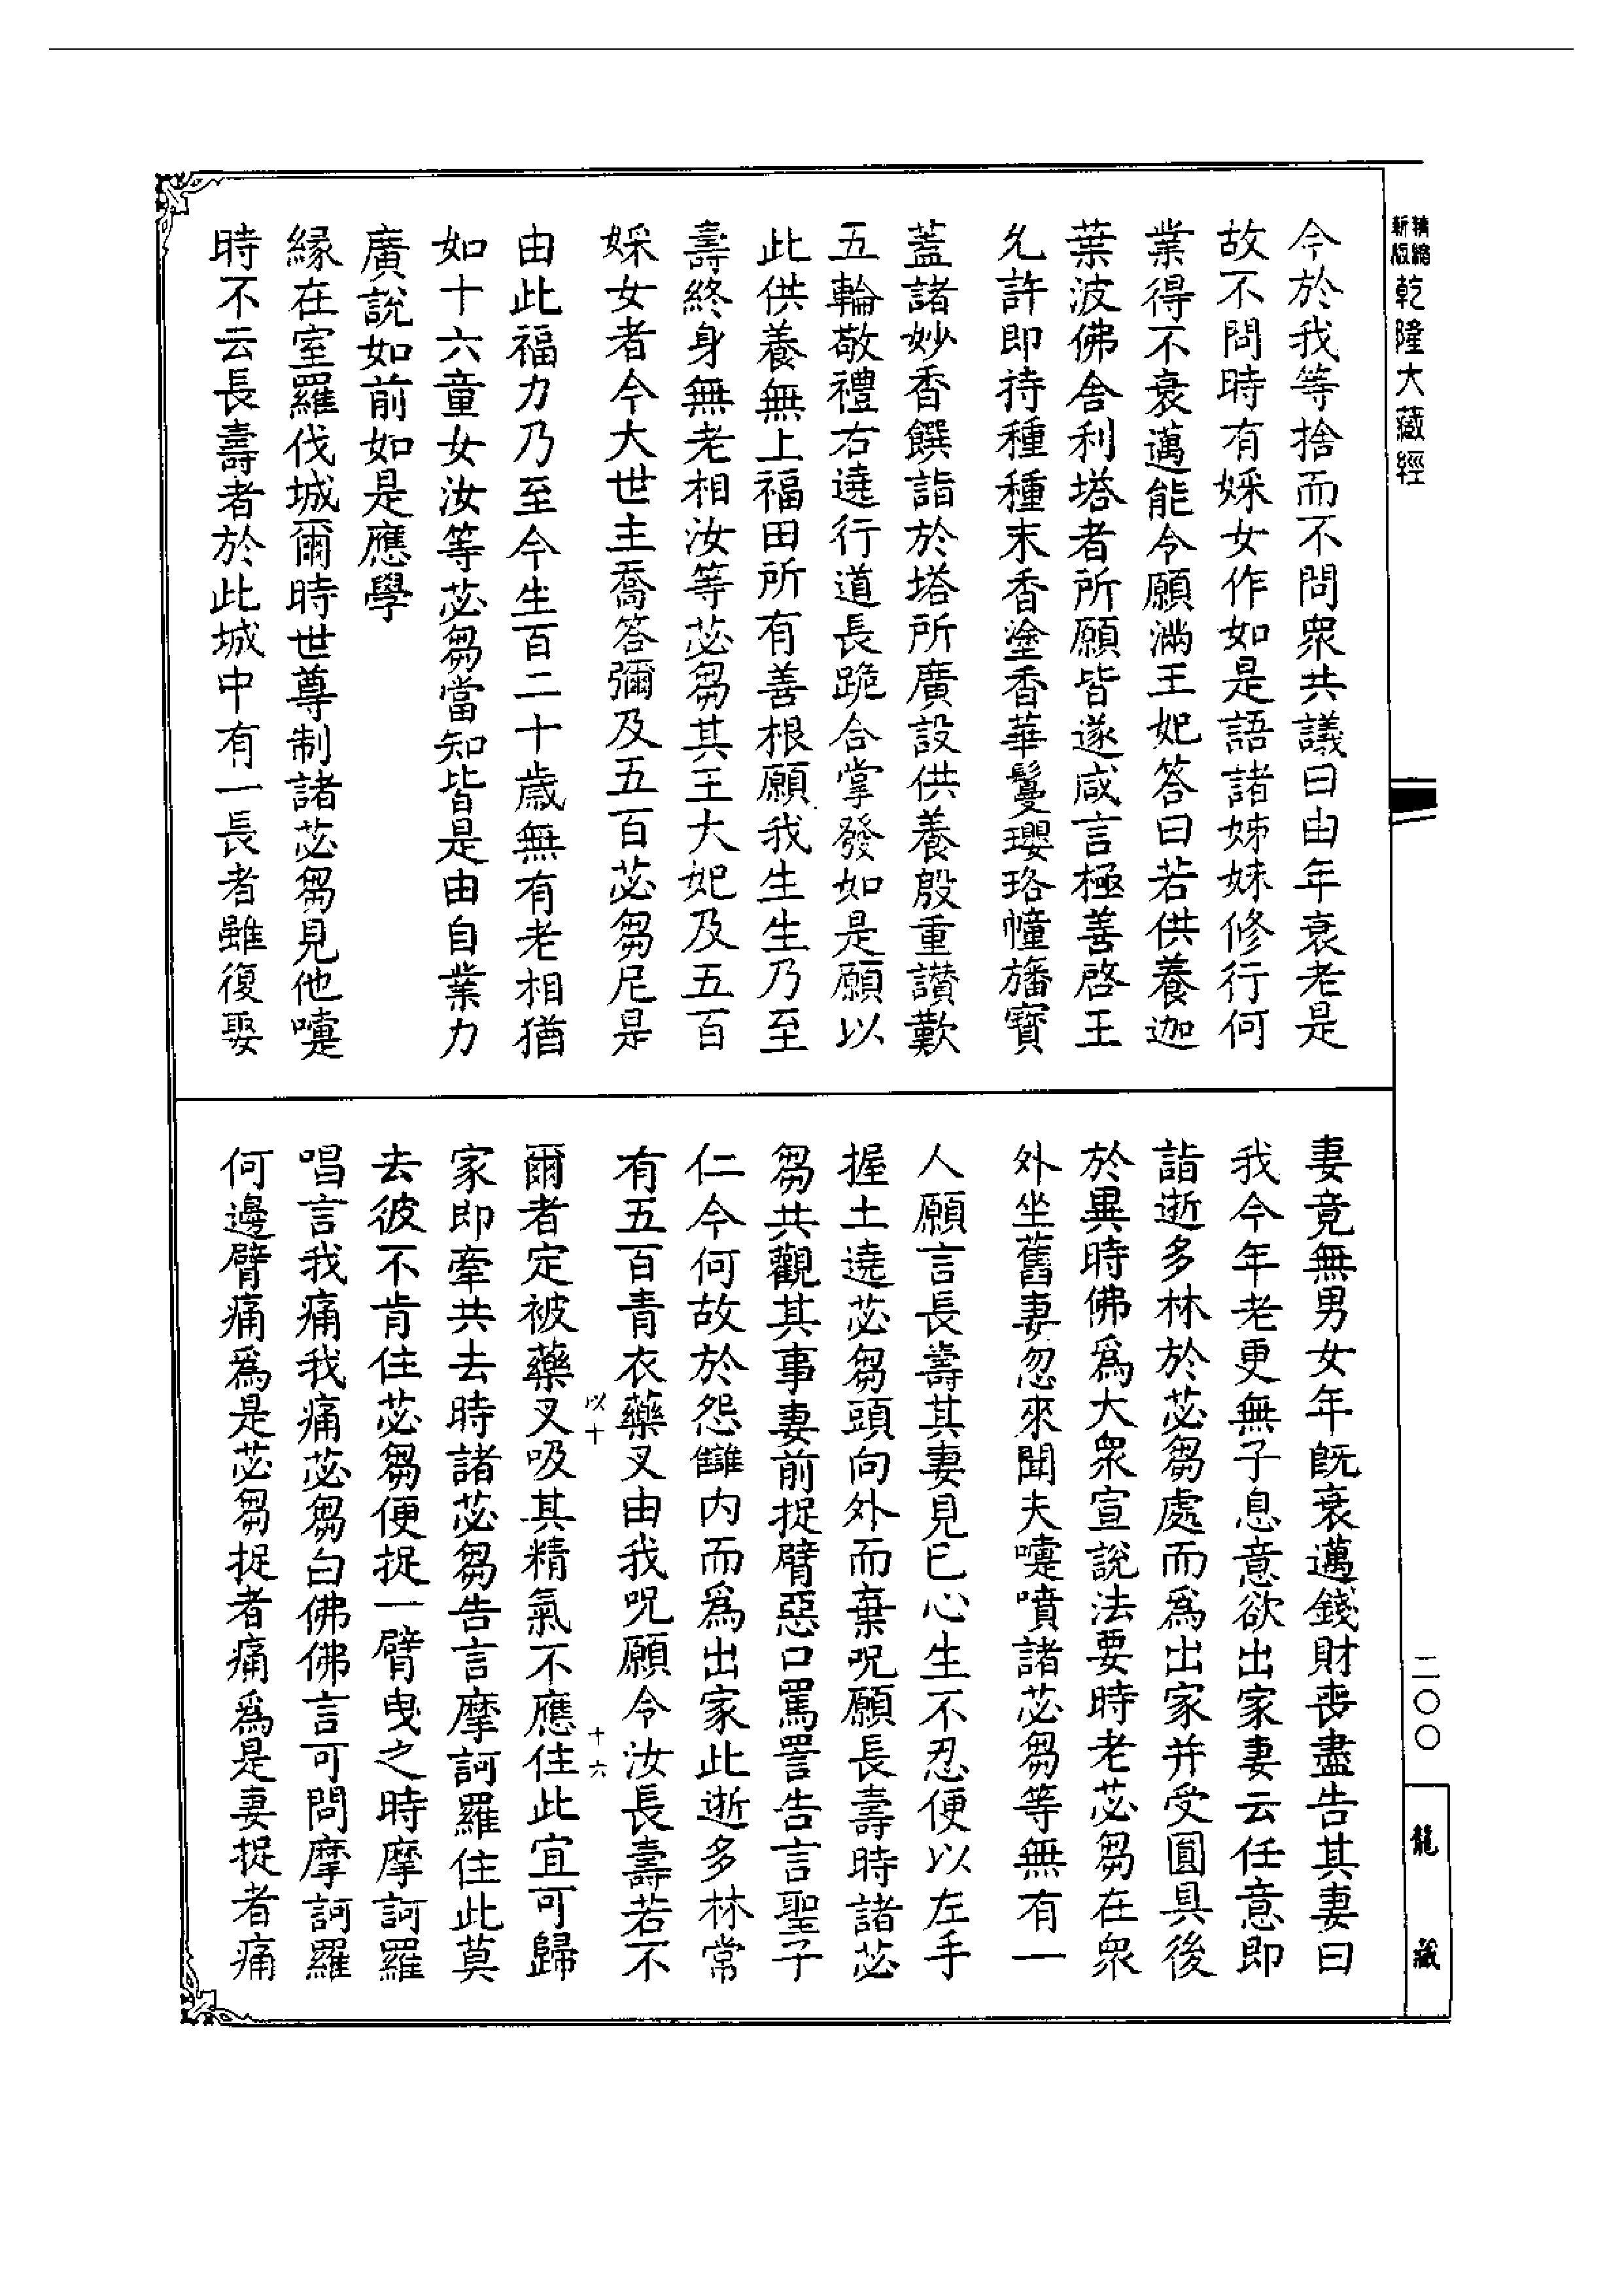 精縮新版乾隆大藏經
今於我等捨而不問眾共議曰由年衰老是
故不問時有婇女作如是語諸姊妹修行何
業得不衰邁能令願滿王妃答曰若供養迦
葉波佛舍利塔者所願皆遂咸言極善啓王
允許即持種種末香塗香華鬘瓔珞幢旛寶
蓋諸妙香饌詣於塔所廣設供養殷重讃歎
五輪敬禮右遶行道長跪合掌發如是願以
此供養無上福田所有善根願我生生乃至
壽終身無老相汝等苾芻其王大妃及五百
婇女者今大世主喬答彌及五百苾芻尼是
由此福力乃至今生百二十歲無有老相猶
如十六童女汝等苾芻當知皆是由自業力
廣說如前如是應學
緣在室羅伐城爾時世尊制諸苾芻見他嚏
時不云長壽者於此城中有一長者雖復娶
妻竟無男女年既衰邁錢財喪盡告其妻曰
我今年老更無子息意欲出家妻云任意即
詣逝多林於苾芻處而爲出家并受圓具後
於異時佛爲大眾宣說法要時老苾芻在眾
外坐舊妻忽來聞夫嚏噴諸苾芻等無有一
人願言長壽其妻見已心生不忍便以左手
握土遶苾芻頭向外而棄呪願長壽時諸苾
芻共觀其事妻前捉臂惡口罵詈告言聖子
仁今何故於怨讎内而爲出家此逝多林常
有五百青衣藥叉由我呪願令汝長壽若不
以十 十六
爾者定被藥叉吸其精氣不應住此宜可歸
家即牽共去時諸苾芻告言摩訶羅住此莫
去彼不肯住苾芻便捉一臂曳之時摩訶羅
唱言我痛我痛苾芻白佛佛言可問摩訶羅
何邊臂痛爲是苾芻捉者痛爲是妻捉者痛
二〇〇
龍藏